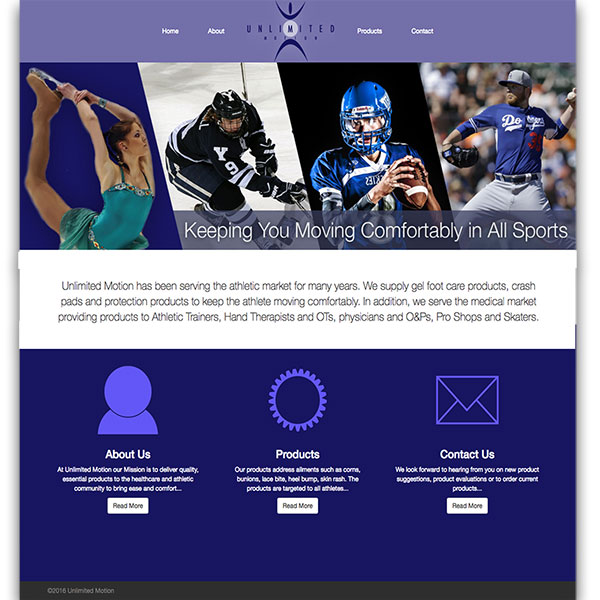 Home
About
UNLIMITED
motion
Products
Contact
Y
9
Dodgers
Keeping You Moving Comfortably in All Sports
Unlimited Motion has been serving the athletic market for many years. We supply gel foot care products, crash
pads and protection products to keep the athlete moving comfortably. In addition, we serve the medical market
providing products to Athletic Trainers, Hand Therapists and OTs, physicians and O&Ps, Pro Shops and Skaters.
About Us
At Unlimited Motion our Mission is to deliver quality,
essential products to the healthcare and athletic
community to bring ease and comfort...
Read More
Products
Our products address ailments such as corns,
bunions, lace bite, heel bump, skin rash. The
products are targeted to all athletes...
Read More
Contact Us
We look forward to hearing from you on new product
suggestions, product evaluations or to order current
products...
Read More
©2016 Unlimited Motion